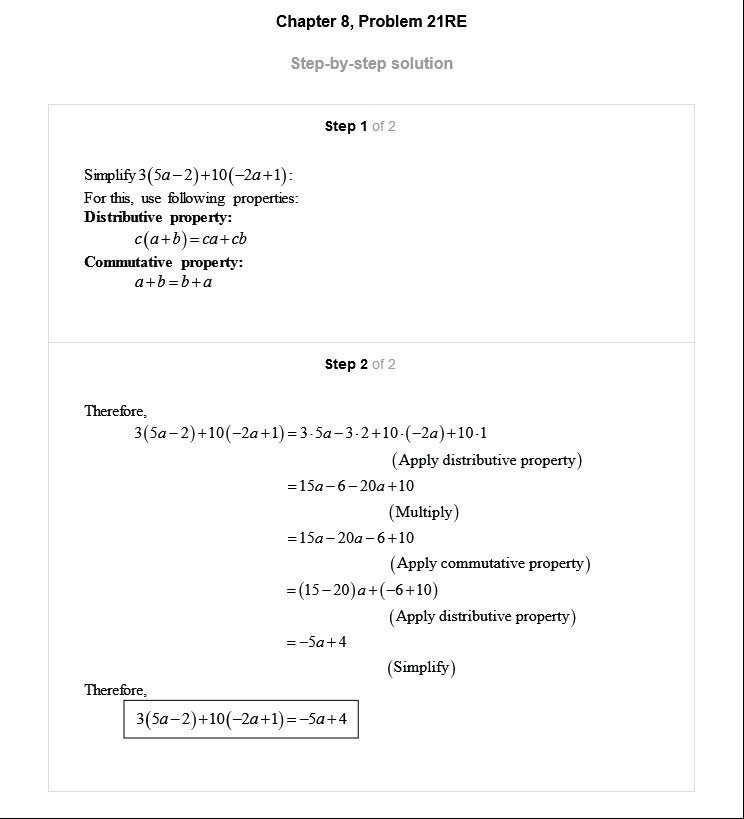 Chapter 8, Problem 21RE
Step-by-step solution
Step 1 of 2
Simplify 3(5a−2)+10(−2a+1):
For this, use following properties:
Distributive property:
c(a+b)=ca+cb
Commutative property:
a+b=b+a
Step 2 of 2
Therefore,
3(5a−2)+10(−2a+1)=3·5a−3·2+10·(−2a)+10·1
(Apply distributive property)
=15a−6−20a+10
(Multiply)
=15a−20a−6+10
(Apply commutative property)
=(15−20)a+(−6+10)
(Apply distributive property)
=−5a+4
(Simplify)
Therefore,
3(5a−2)+10(−2a+1)=−5a+4